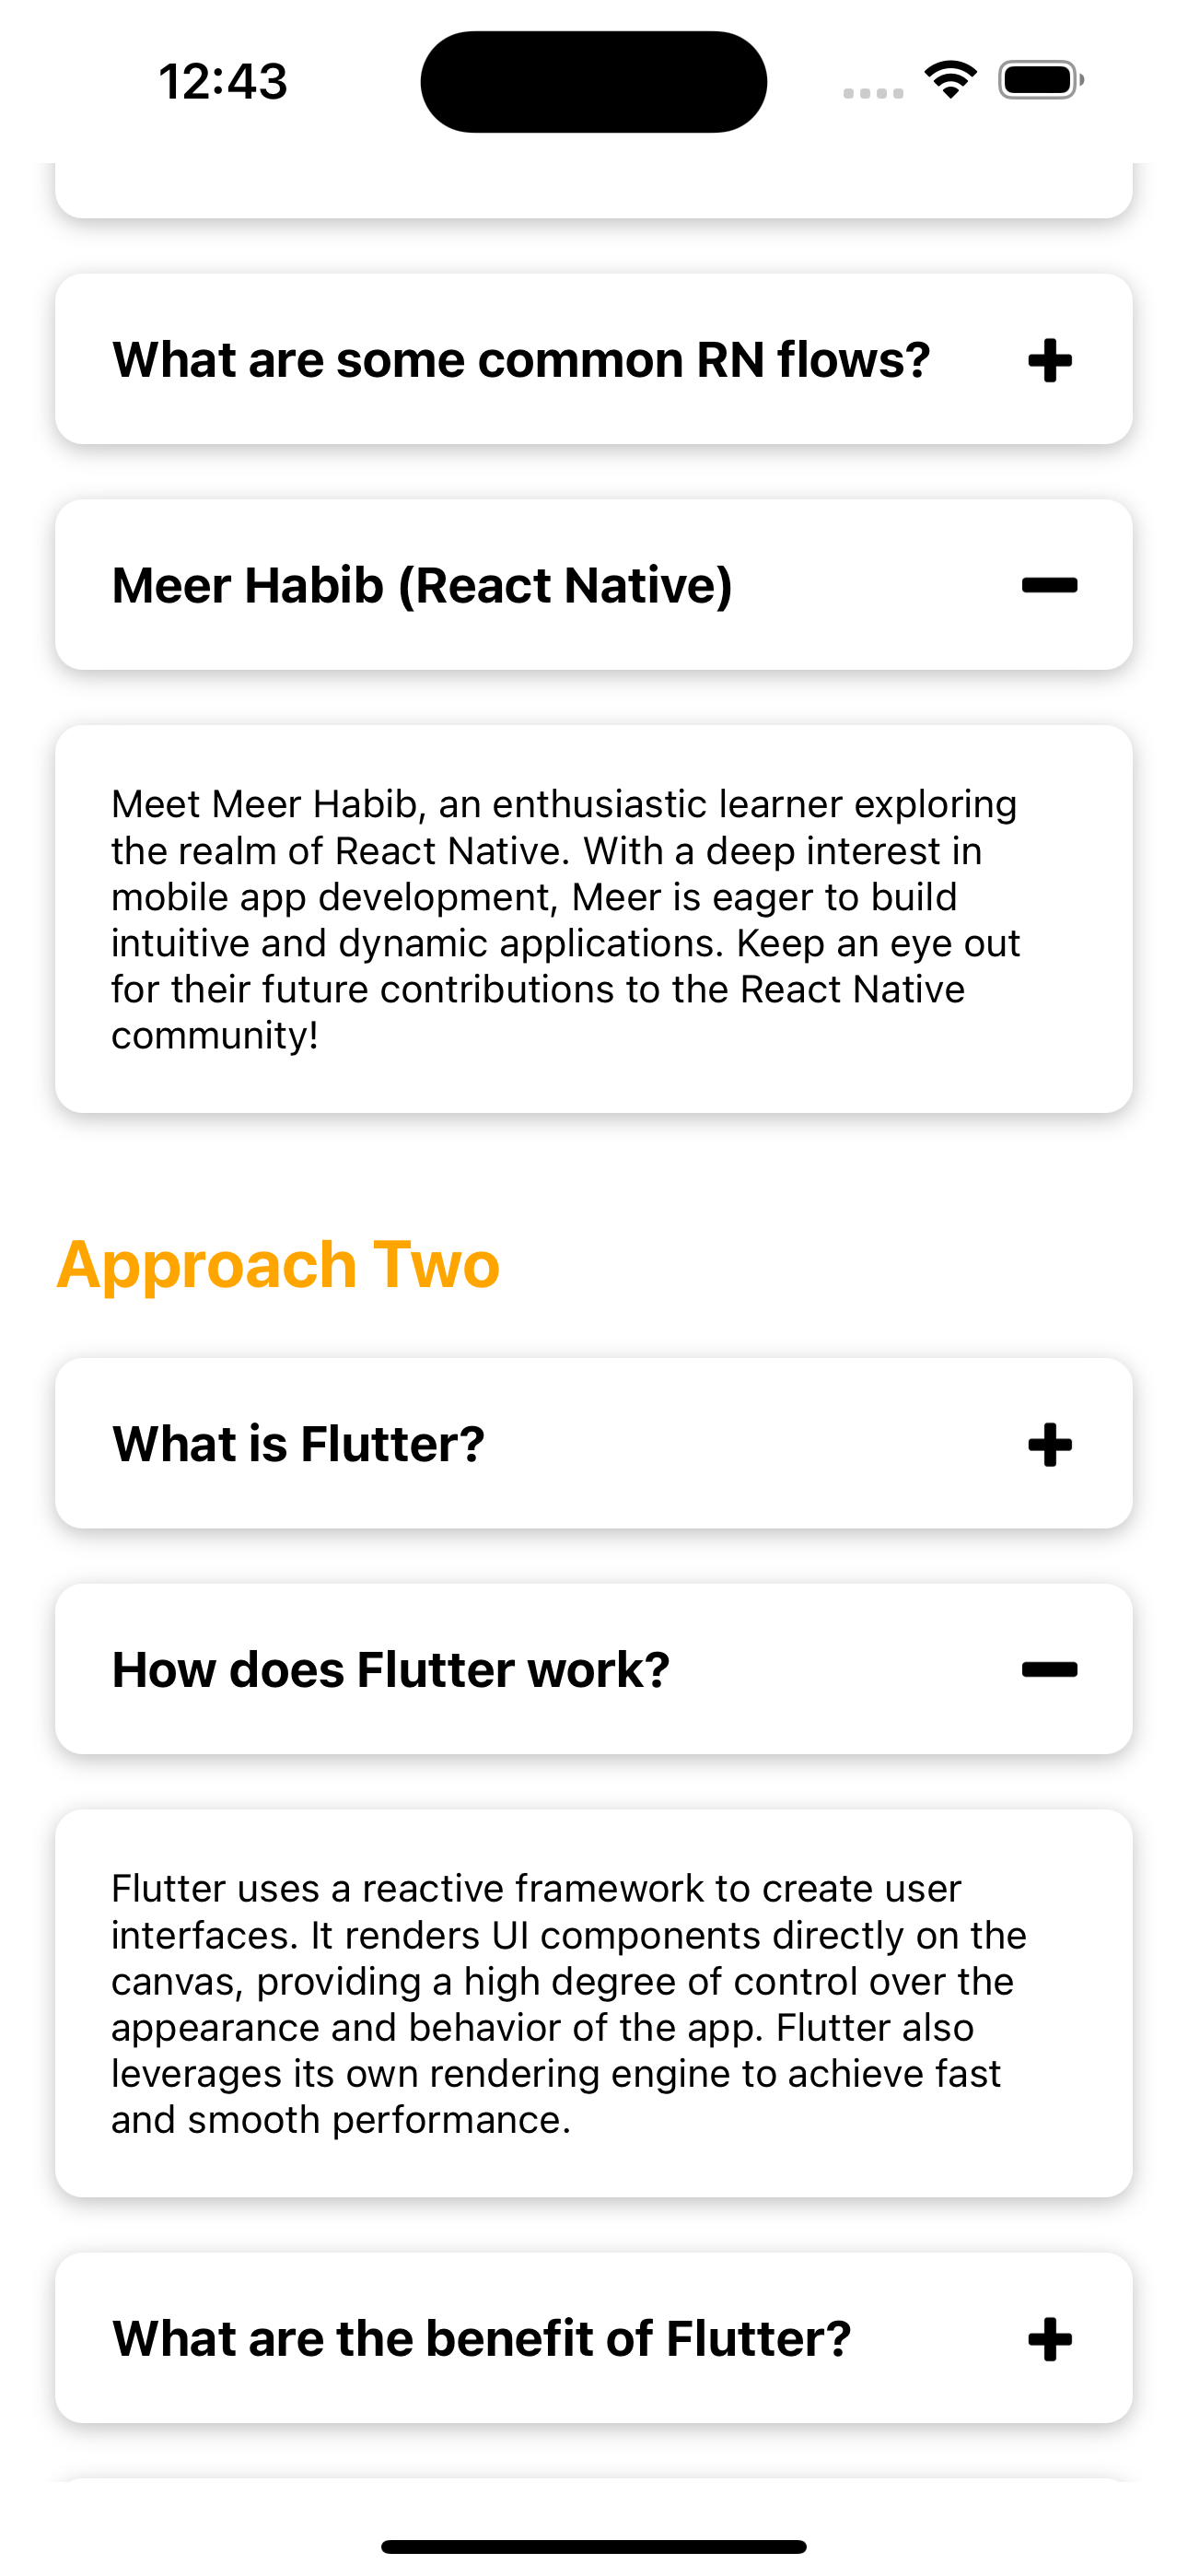 12:43
What are some common RN flows?
Meer Habib (React Native)
Meet Meer Habib, an enthusiastic learner exploring
the realm of React Native. With a deep interest in
mobile app development, Meer is eager to build
intuitive and dynamic applications. Keep an eye out
for their future contributions to the React Native
community!
Approach Two
What is Flutter?
How does Flutter work?
Flutter uses a reactive framework to create user
interfaces. It renders UI components directly on the
canvas, providing a high degree of control over the
appearance and behavior of the app. Flutter also
leverages its own rendering engine to achieve fast
and smooth performance.
What are the benefit of Flutter?